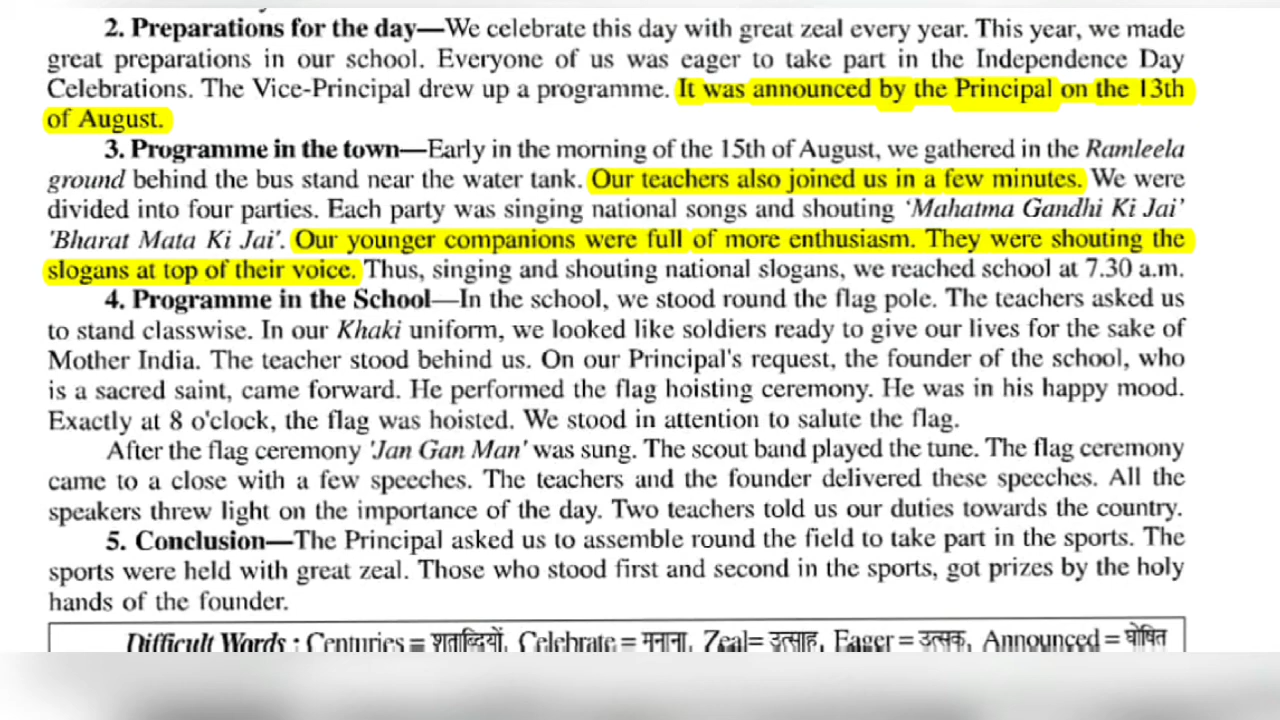 2. Preparations for the day—We celebrate this day with great zeal every year. This year, we made
great preparations in our school. Everyone of us was eager to take part in the Independence Day
Celebrations. The Vice-Principal drew up a programme. It was announced by the Principal on the 13th
of August.
3. Programme in the town—Early in the morning of the 15th of August, we gathered in the Ramleela
ground behind the bus stand near the water tank. Our teachers also joined us in a few minutes. We were
divided into four parties. Each party was singing national songs and shouting 'Mahatma Gandhi Ki Jai'
'Bharat Mata Ki Jai'. Our younger companions were full of more enthusiasm. They were shouting the
slogans at top of their voice. Thus, singing and shouting national slogans, we reached school at 7.30 a.m.
4. Programme in the School—In the school, we stood round the flag pole. The teachers asked us
to stand classwise. In our Khaki uniform, we looked like soldiers ready to give our lives for the sake of
Mother India. The teacher stood behind us. On our Principal's request, the founder of the school, who
is a sacred saint, came forward. He performed the flag hoisting ceremony. He was in his happy mood.
Exactly at 8 o'clock, the flag was hoisted. We stood in attention to salute the flag.
After the flag ceremony 'Jan Gan Man' was sung. The scout band played the tune. The flag ceremony
came to a close with a few speeches. The teachers and the founder delivered these speeches. All the
speakers threw light on the importance of the day. Two teachers told us our duties towards the country.
5. Conclusion—The Principal asked us to assemble round the field to take part in the sports. The
sports were held with great zeal. Those who stood first and second in the sports, got prizes by the holy
hands of the founder.
Difficult Words : Centuries = शताब्दियों, Celebrate = मनाना, Zeal= उत्साह, Eager = उत्सुक, Announced = घोषित